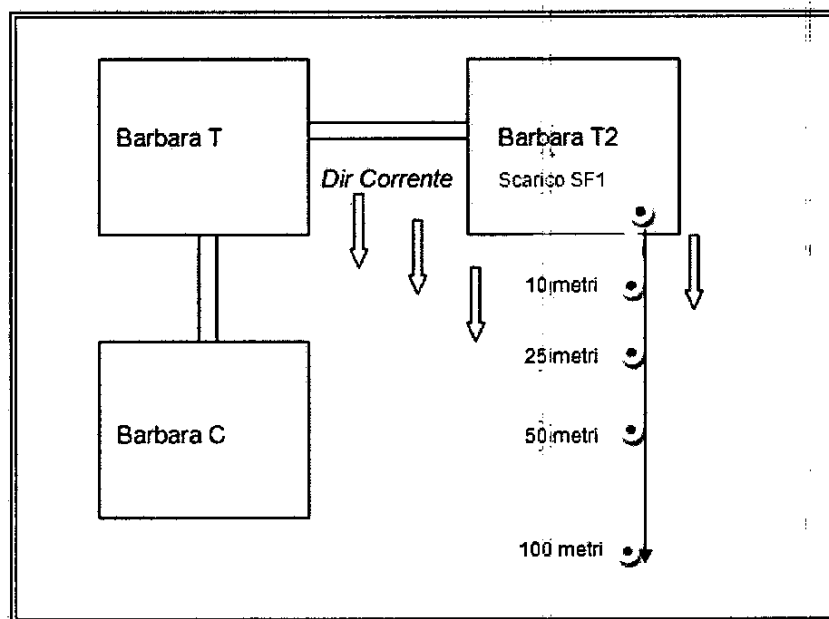 Barbara T
Barbara T2
Dir Corrente
Scarico SF1
10 metri
25 metri
50 metri
Barbara C
100 metri